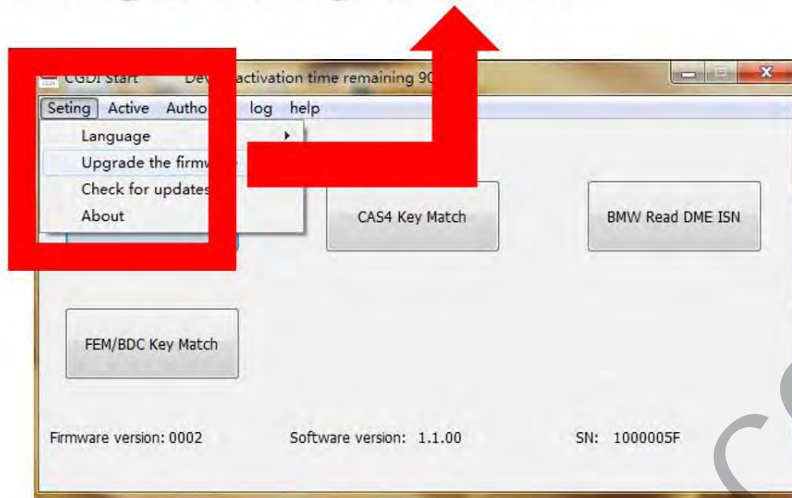 CGDI Start activation time remaining
Seting Active Autho log help
Language
Upgrade the firmw
Check for updates
About
CAS4 Key Match
BMW Read DME ISN
FEM/BDC Key Match
Firmware version: 0002 Software version: 1.1.00 SN: 1000005F